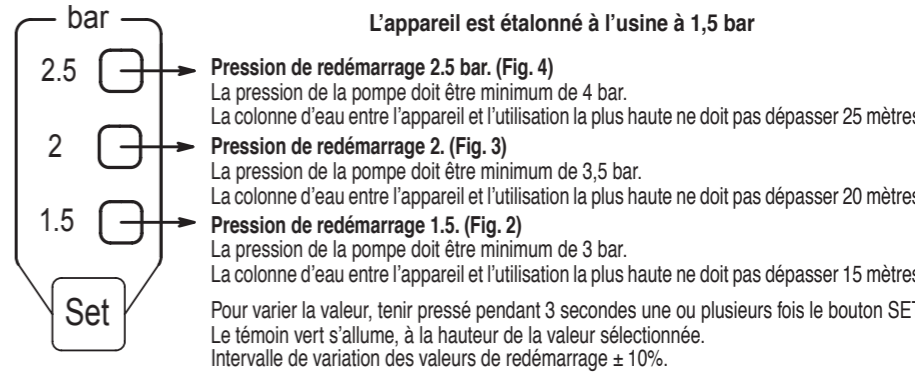 bar
L'appareil est étalonné à l'usine à 1,5 bar
2.5
Pression de redémarrage 2.5 bar. (Fig. 4)
La pression de la pompe doit être minimum de 4 bar.
La colonne d'eau entre l'appareil et l'utilisation la plus haute ne doit pas dépasser 25 mètres
2
Pression de redémarrage 2. (Fig. 3)
La pression de la pompe doit être minimum de 3,5 bar.
La colonne d'eau entre l'appareil et l'utilisation la plus haute ne doit pas dépasser 20 mètres
1.5
Pression de redémarrage 1.5. (Fig. 2)
La pression de la pompe doit être minimum de 3 bar.
La colonne d'eau entre l'appareil et l'utilisation la plus haute ne doit pas dépasser 15 mètres
Set
Pour varier la valeur, tenir pressé pendant 3 secondes une ou plusieurs fois le bouton SET
Le témoin vert s'allume, à la hauteur de la valeur sélectionnée.
Intervalle de variation des valeurs de redémarrage ± 10%.